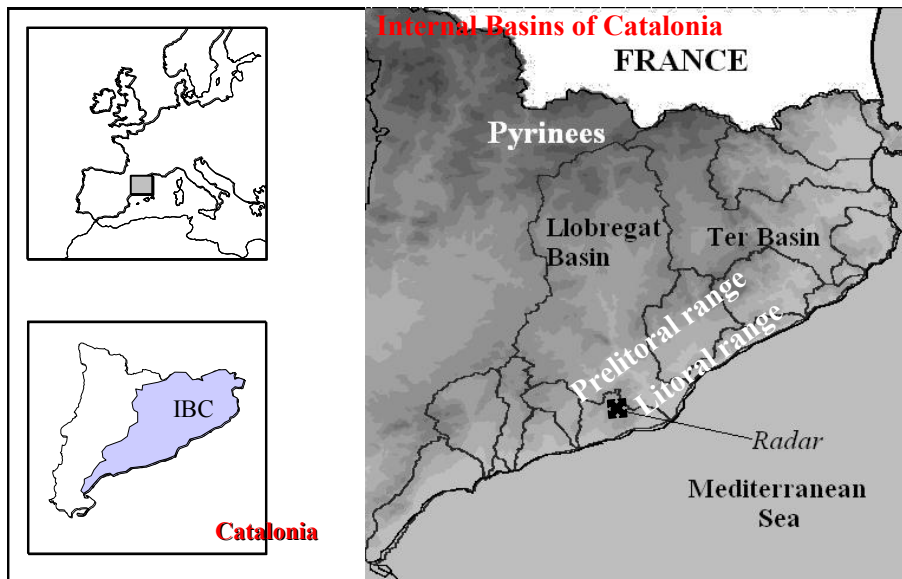 Internal Basins of Catalonia
FRANCE
Pyrinees
Llobregat
Basin
Ter Basin
Prelitoral range
Litoral range
Radar
Mediterranean
Sea
IBC
Catalonia